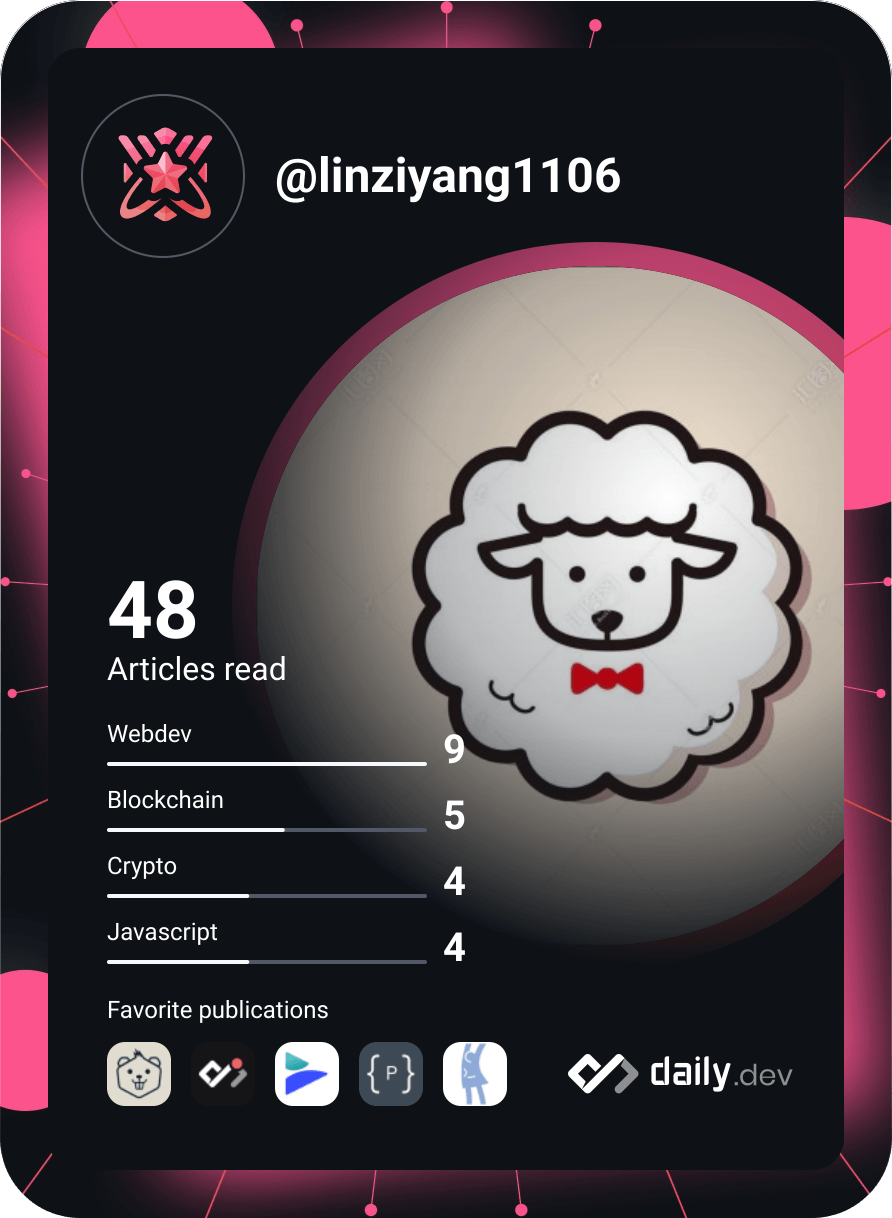 @linziyang1106
48
Articles read
Webdev
9
Blockchain
5
Crypto
4
Javascript
4
Favorite publications
{ P }
daily.dev